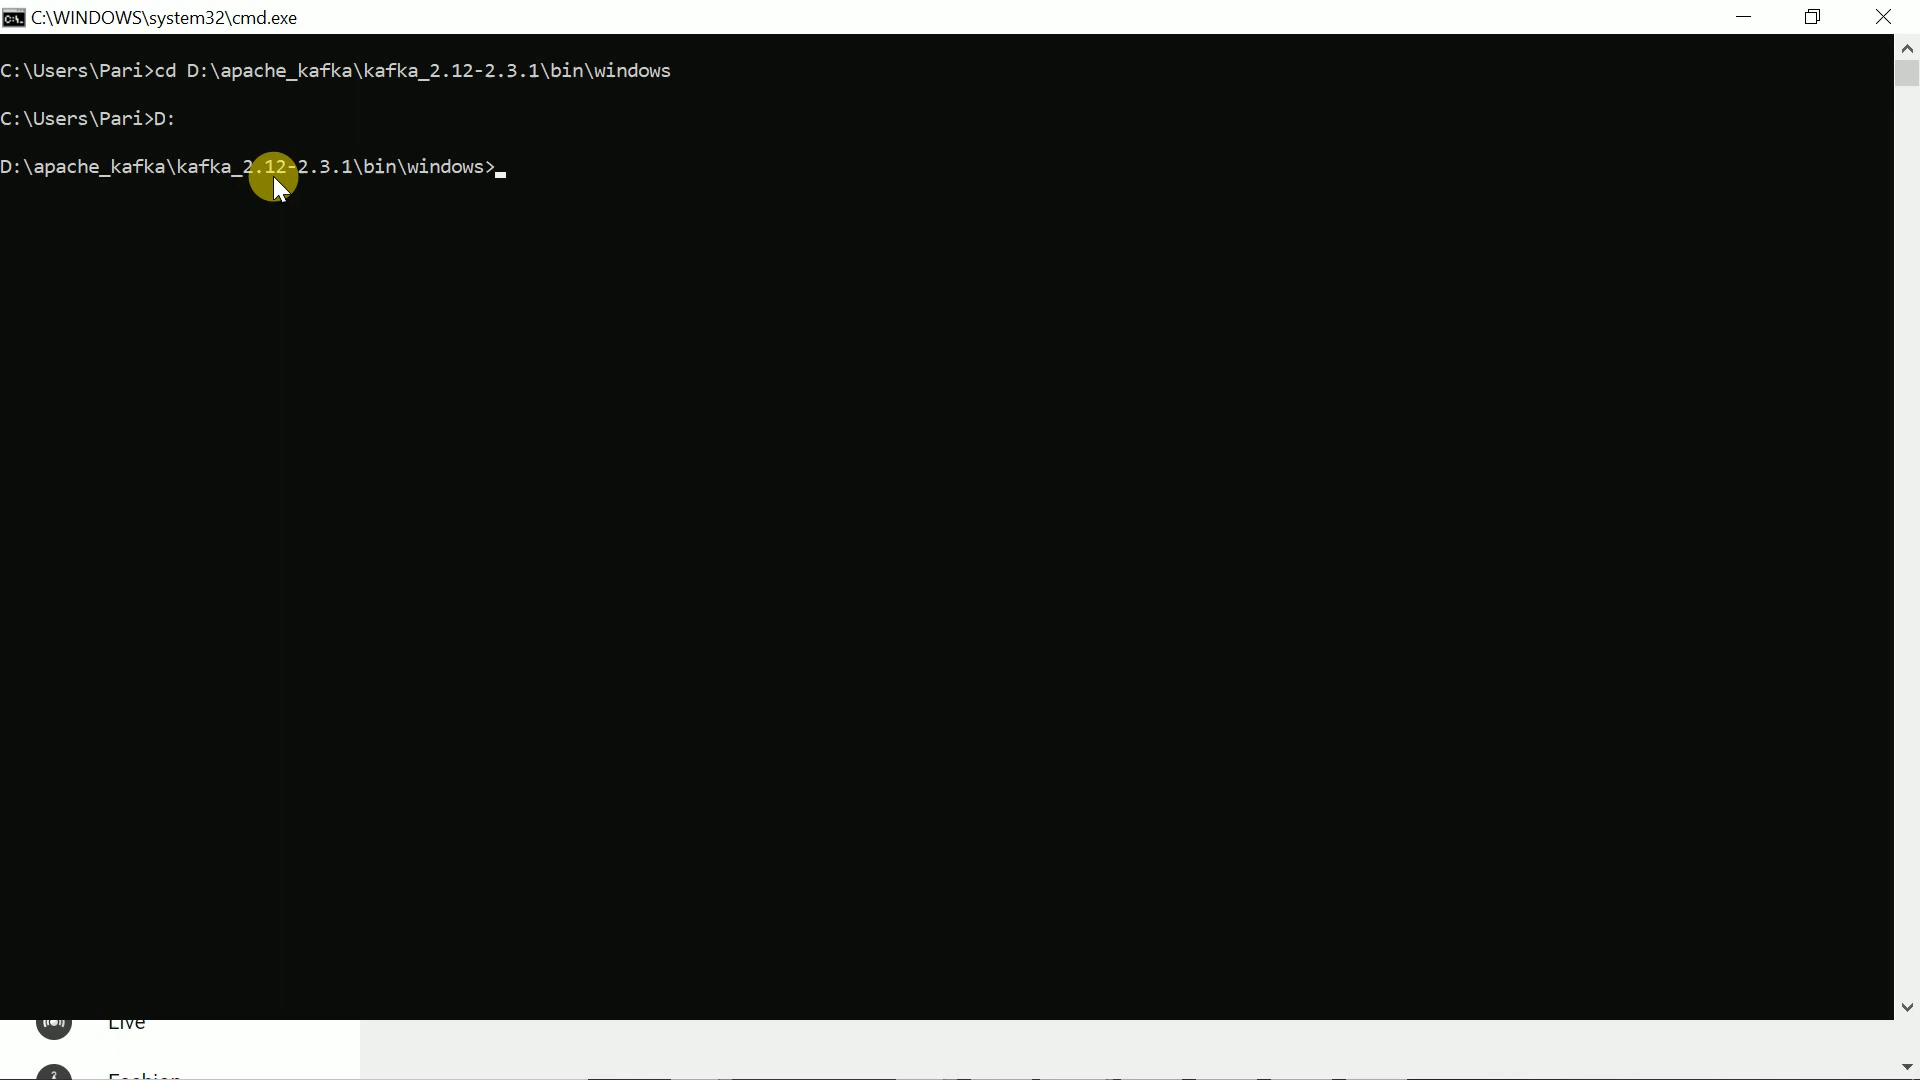 C:\WINDOWS\system32\cmd.exe
C:\Users\Pari>cd D:\apache_kafka\kafka_2.12-2.3.1\bin\windows
C:\Users\Pari>D:
D:\apache_kafka\kafka_2.12-2.3.1\bin\windows>
Live
Fashion